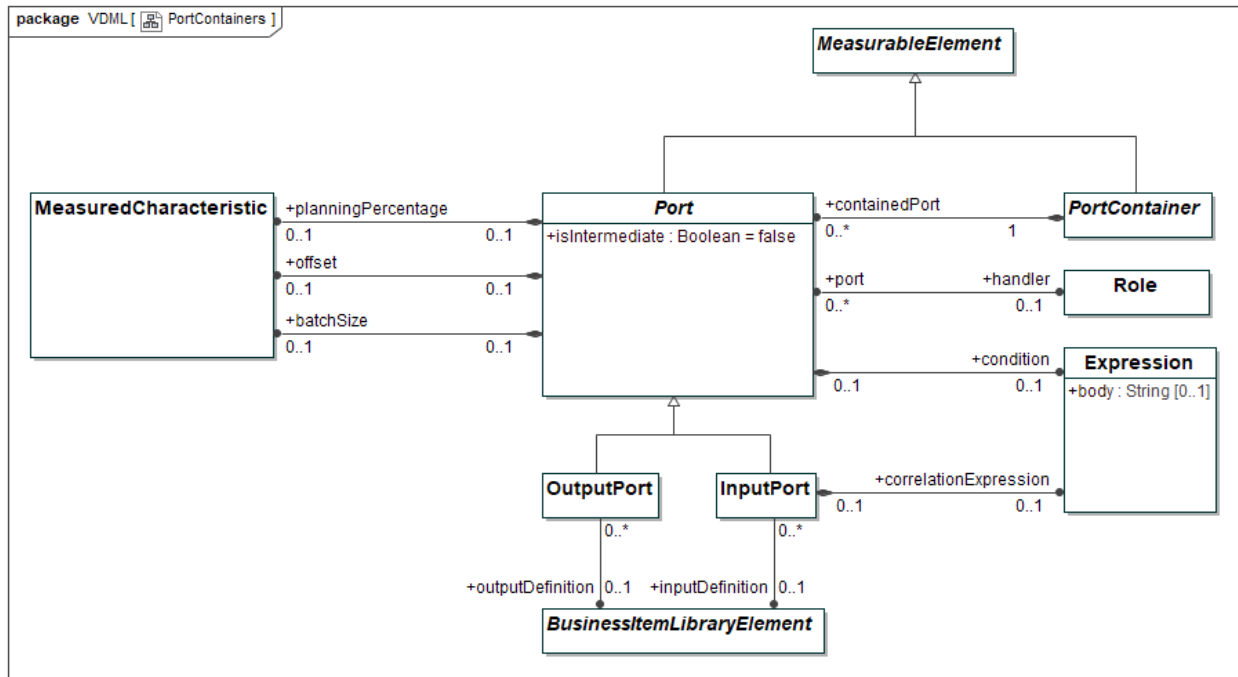 package VDML [ PortContainers ]
MeasurableElement
MeasuredCharacteristic
+planningPercentage
0..1 0..1
+offset
0..1 0..1
+batchSize
0..1 0..1
Port
+isIntermediate : Boolean = false
+containedPort
0..* 1
PortContainer
+port +handler
0..* 0..1
Role
+condition
0..1 0..1
Expression
+body : String [0..1]
OutputPort
InputPort
+correlationExpression
0..1 0..1
0..* 0..*
+outputDefinition 0..1 +inputDefinition 0..1
BusinessItemLibraryElement